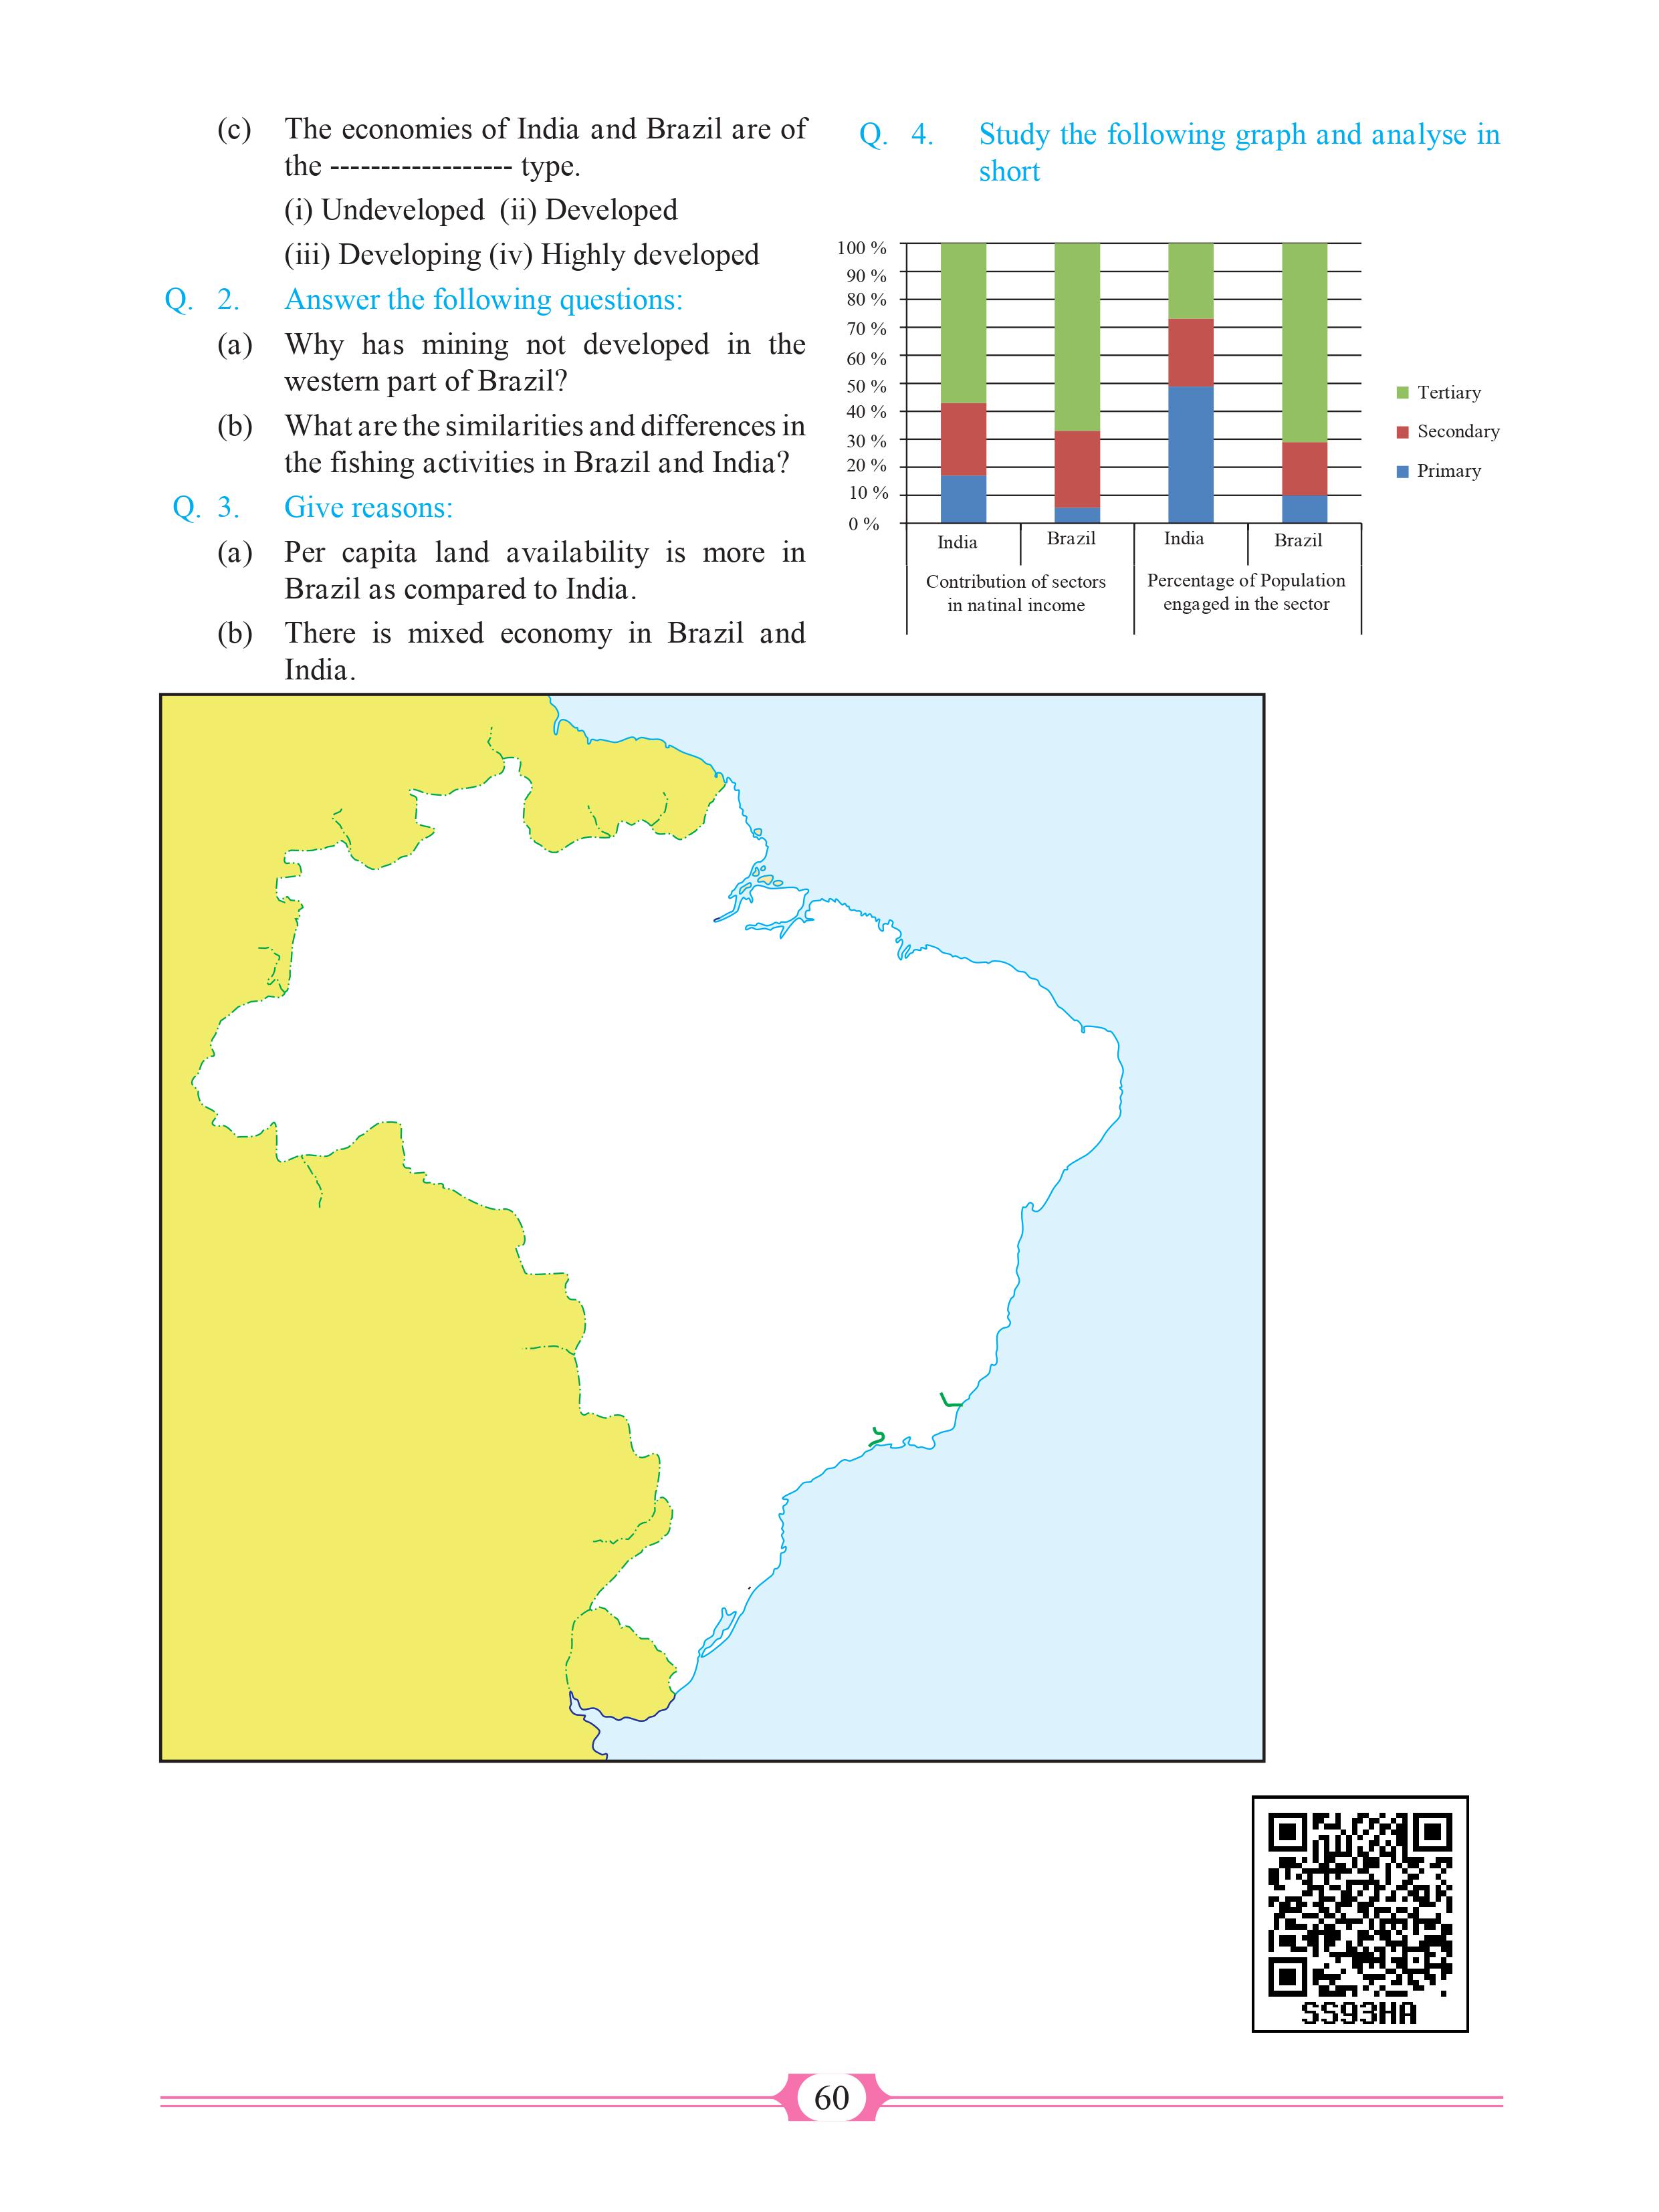 (c) The economies of India and Brazil are of
the ------------------ type.
(i) Undeveloped (ii) Developed
(iii) Developing (iv) Highly developed
Q. 2. Answer the following questions:
(a) Why has mining not developed in the
western part of Brazil?
(b) What are the similarities and differences in
the fishing activities in Brazil and India?
Q. 3. Give reasons:
(a) Per capita land availability is more in
Brazil as compared to India.
(b) There is mixed economy in Brazil and
India.
Q. 4. Study the following graph and analyse in
short
100 %
90 %
80 %
70 %
60 %
50 %
40 %
30 %
20 %
10 %
0 %
India Brazil India Brazil
Contribution of sectors
in natinal income
Percentage of Population
engaged in the sector
Tertiary
Secondary
Primary
SS93HA
60